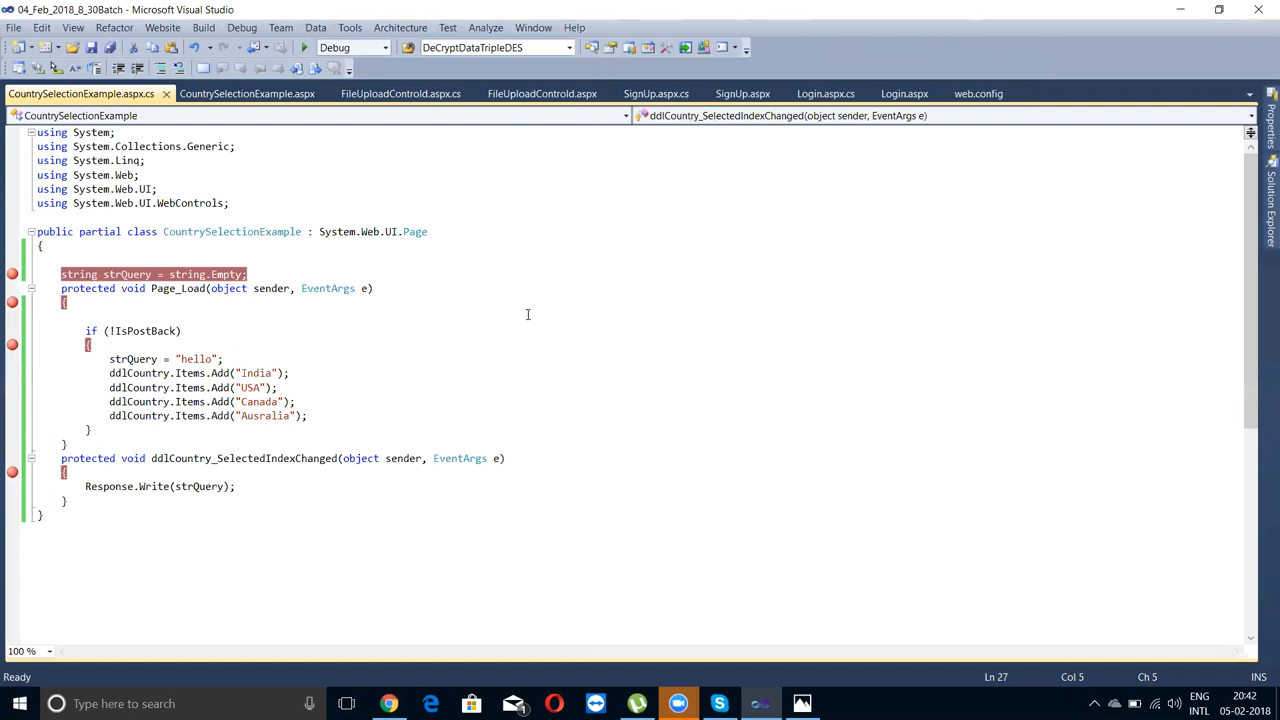 04_Feb_2018_8_30Batch - Microsoft Visual Studio
File Edit View Refactor Website Build Debug Team Data Tools Architecture Test Analyze Window Help
Debug DeCryptDataTripleDES
CountrySelectionExample.aspx.cs CountrySelectionExample.aspx FileUploadControld.aspx.cs FileUploadControld.aspx SignUp.aspx.cs SignUp.aspx Login.aspx.cs Login.aspx web.config
CountrySelectionExample ddlCountry_SelectedIndexChanged(object sender, EventArgs e)
using System;
using System.Collections.Generic;
using System.Linq;
using System.Web;
using System.Web.UI;
using System.Web.UI.WebControls;
public partial class CountrySelectionExample : System.Web.UI.Page
{
string strQuery = string.Empty;
protected void Page_Load(object sender, EventArgs e)
{
if (!IsPostBack)
{
strQuery = "hello";
ddlCountry.Items.Add("India");
ddlCountry.Items.Add("USA");
ddlCountry.Items.Add("Canada");
ddlCountry.Items.Add("Ausralia");
}
}
protected void ddlCountry_SelectedIndexChanged(object sender, EventArgs e)
{
Response.Write(strQuery);
}
}
Properties
Solution Explorer
100 %
Ready Ln 27 Col 5 Ch 5 INS
Type here to search 1 ENG 20:42
INTL 05-02-2018